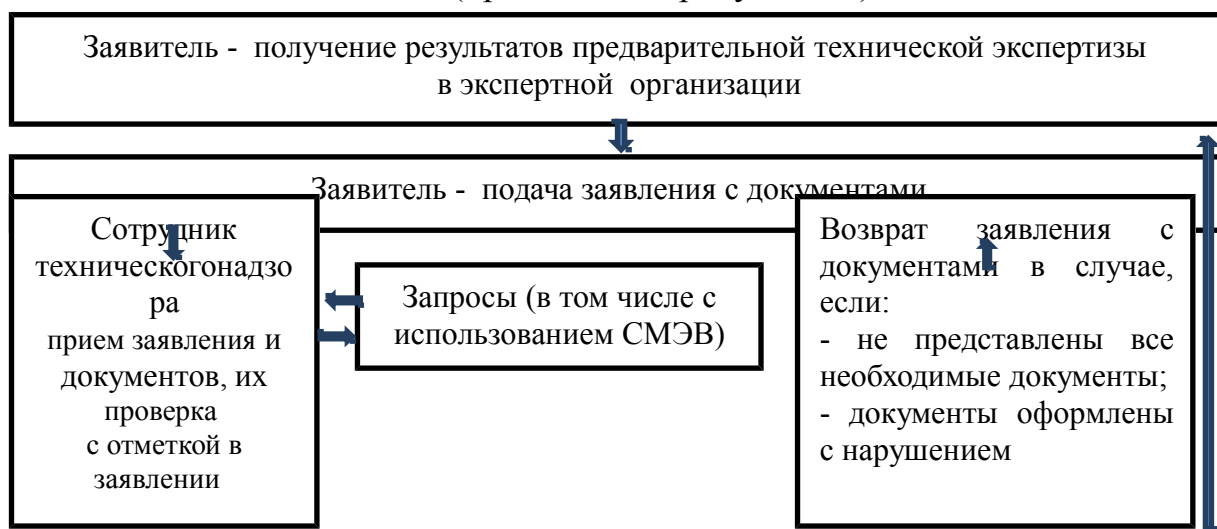 Заявитель - получение результатов предварительной технической экспертизы
в экспертной организации
Заявитель - подача заявления с документами
Сотрудник
техническогонадзо
ра
прием заявления и
документов, их
проверка
с отметкой в
заявлении
Запросы (в том числе с
использованием СМЭВ)
Возврат заявления с
документами в случае,
если:
- не представлены все
необходимые документы;
- документы оформлены
с нарушением